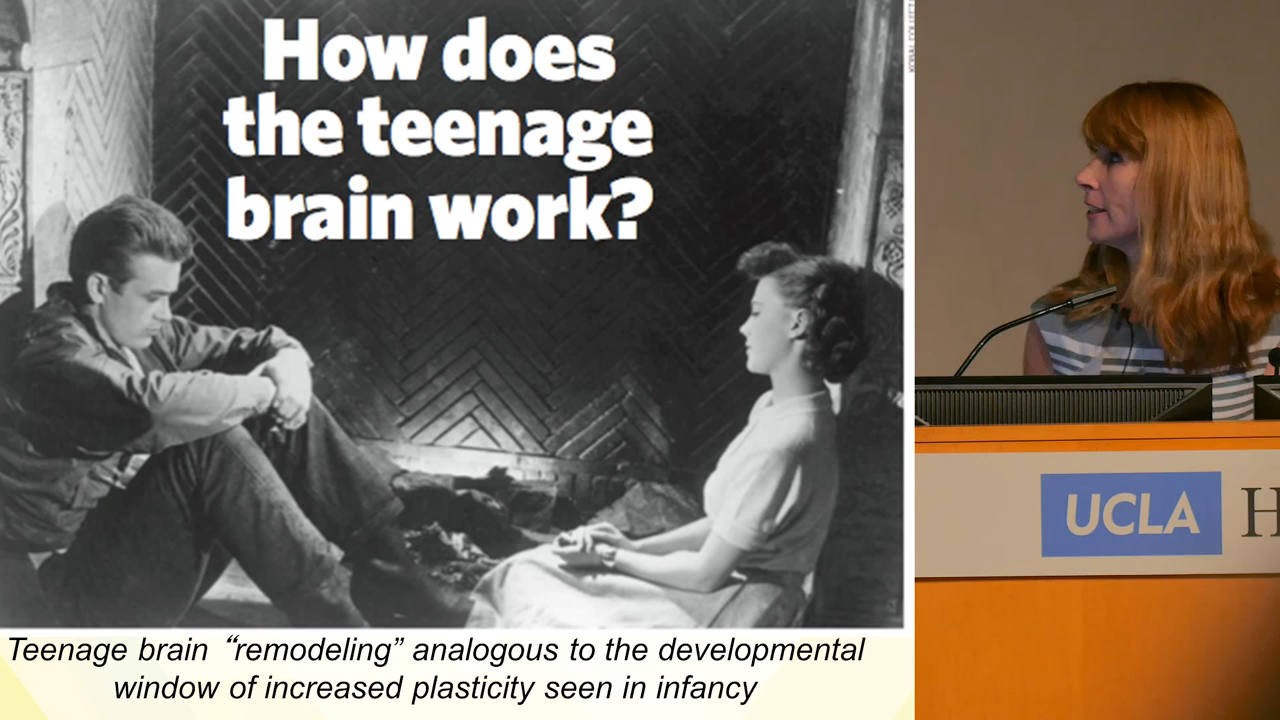 How does
the teenage
brain work?
Teenage brain “remodeling” analogous to the developmental
window of increased plasticity seen in infancy
UCLA H